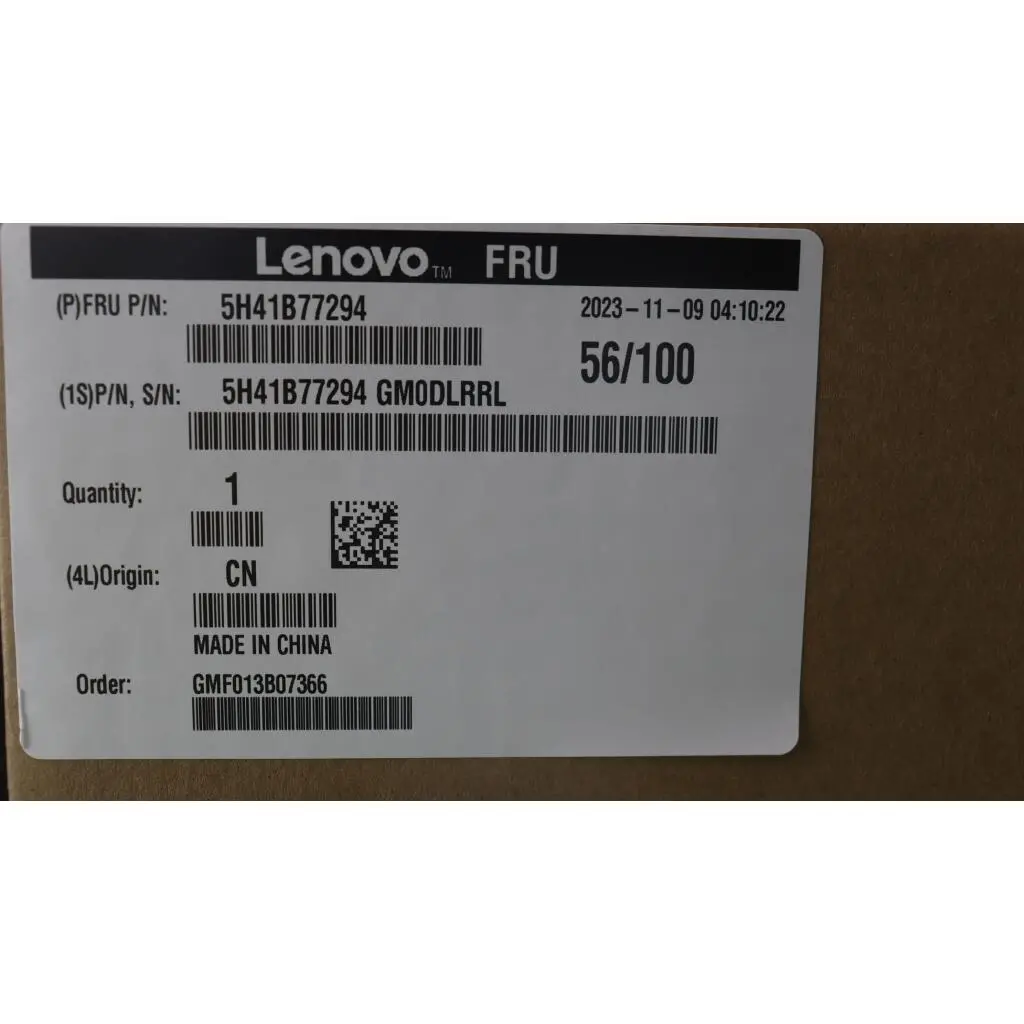 Lenovo™ FRU
(P)FRU P/N: 5H41B77294 2023-11-09 04:10:22
56/100
(1S)P/N, S/N: 5H41B77294 GM0DLRRL
Quantity: 1
(4L)Origin: CN
MADE IN CHINA
Order: GMF013B07366